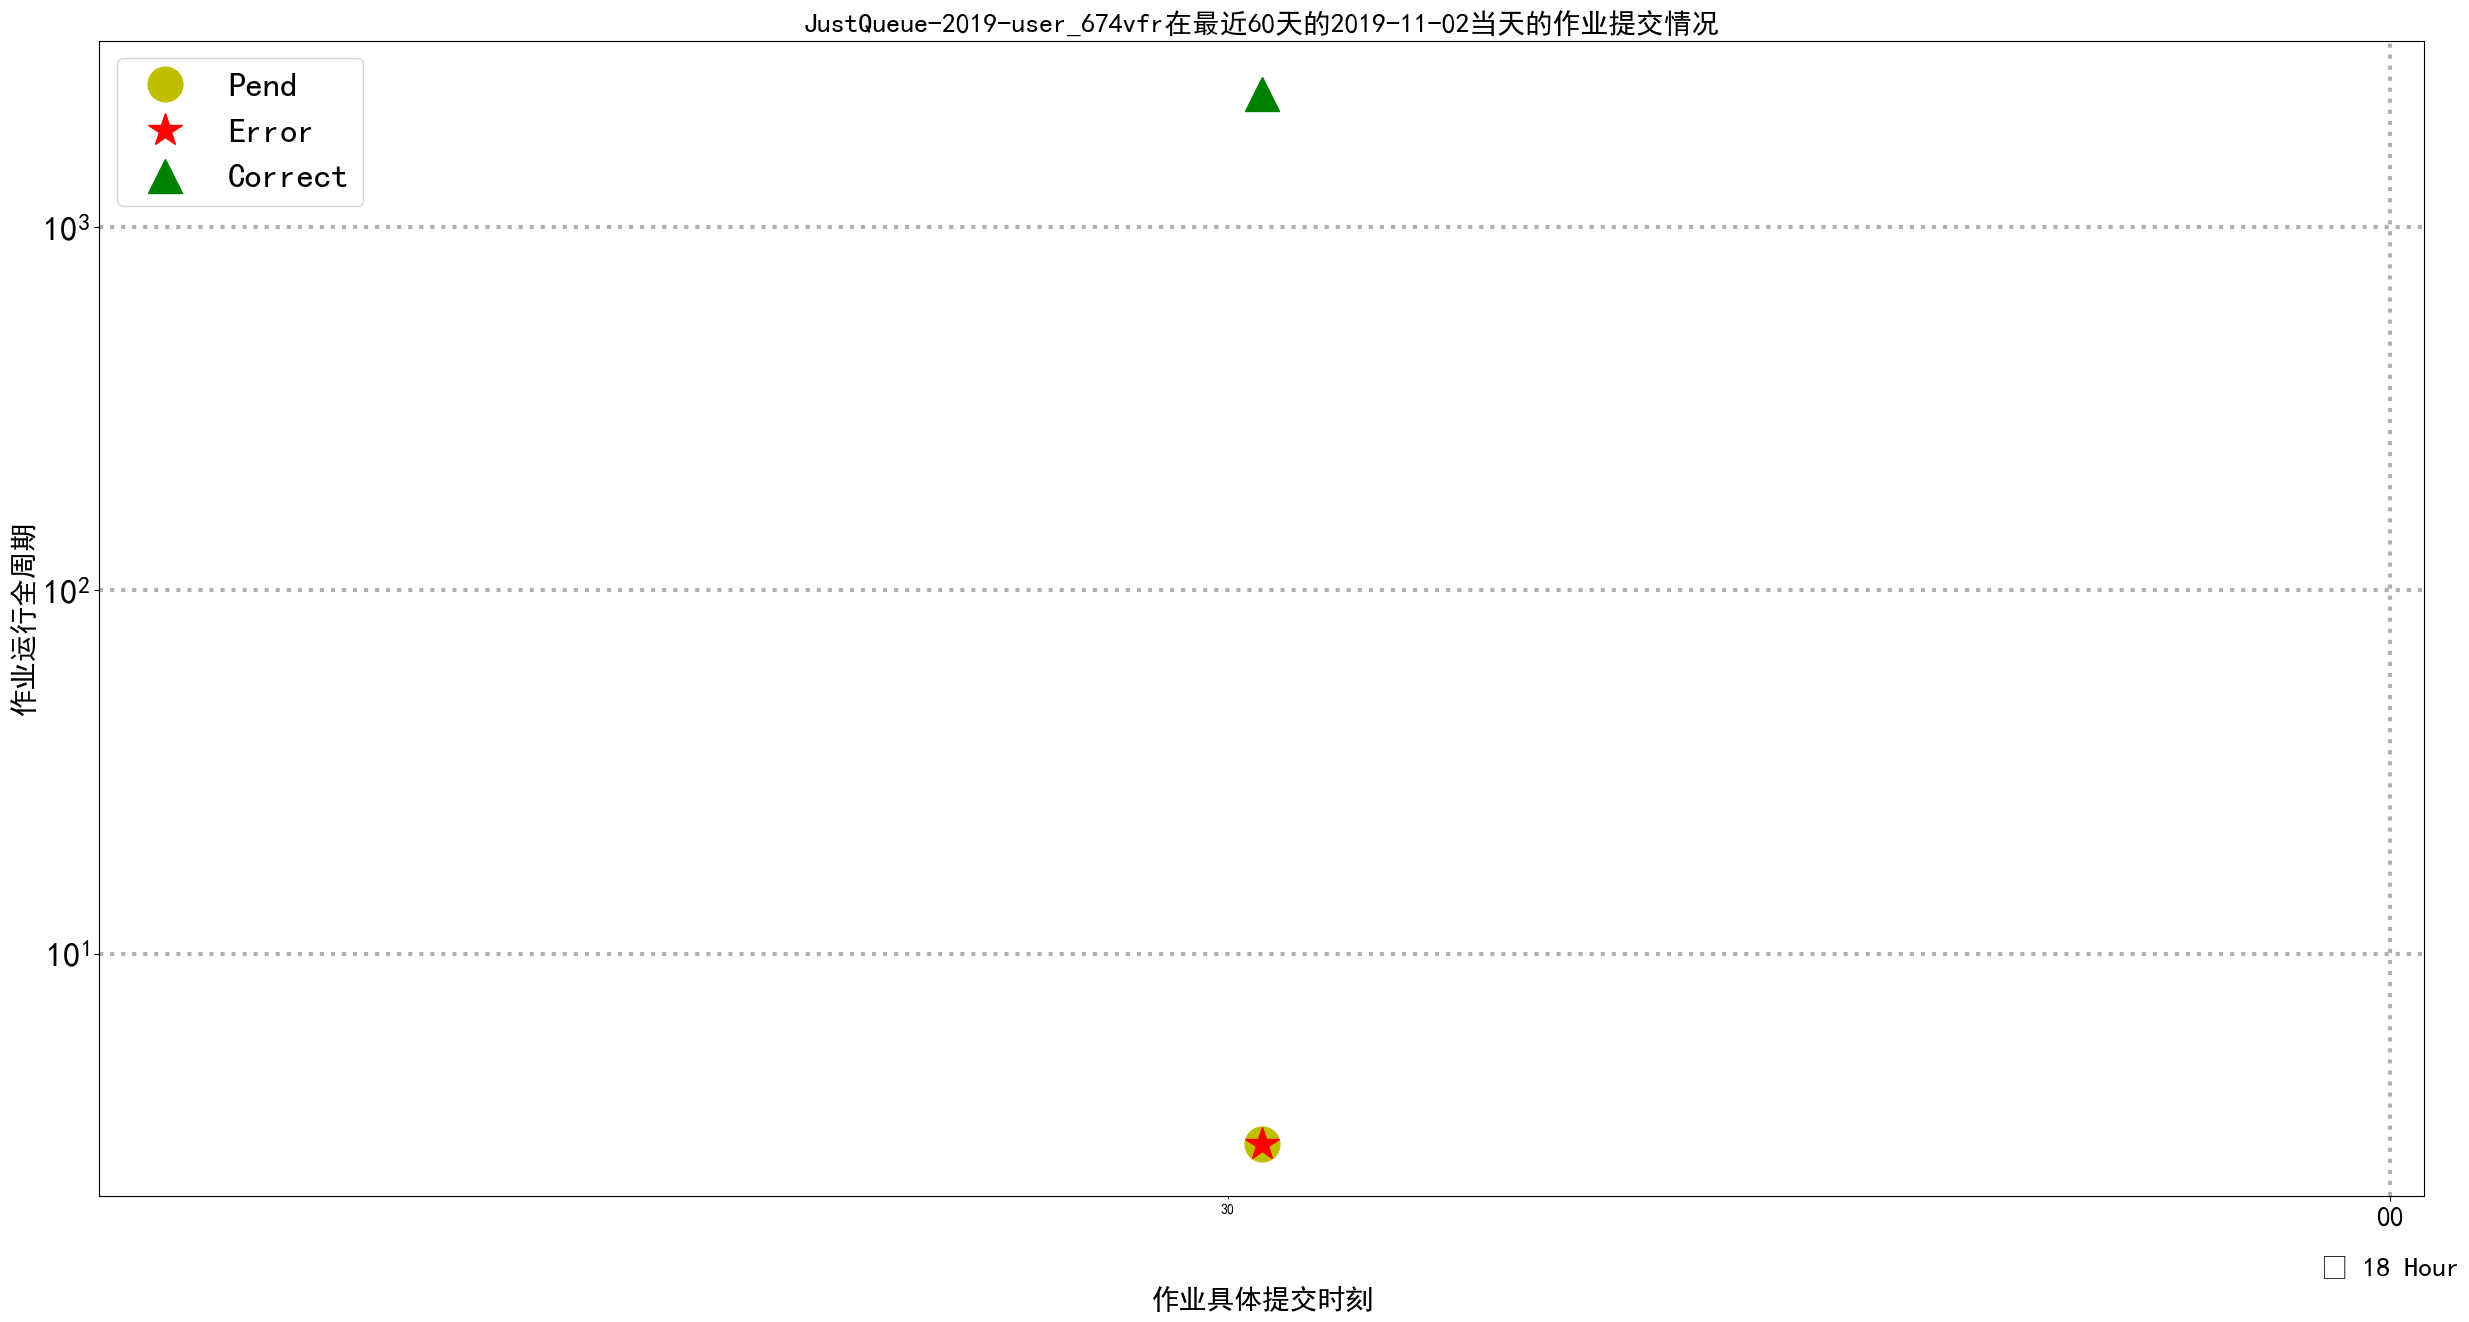 JustQueue-2019-user_674vfr在最近60天的2019-11-02当天的作业提交情况
Pend
Error
Correct
10³
10²
10¹
作业运行全周期
30
00
□ 18 Hour
作业具体提交时刻